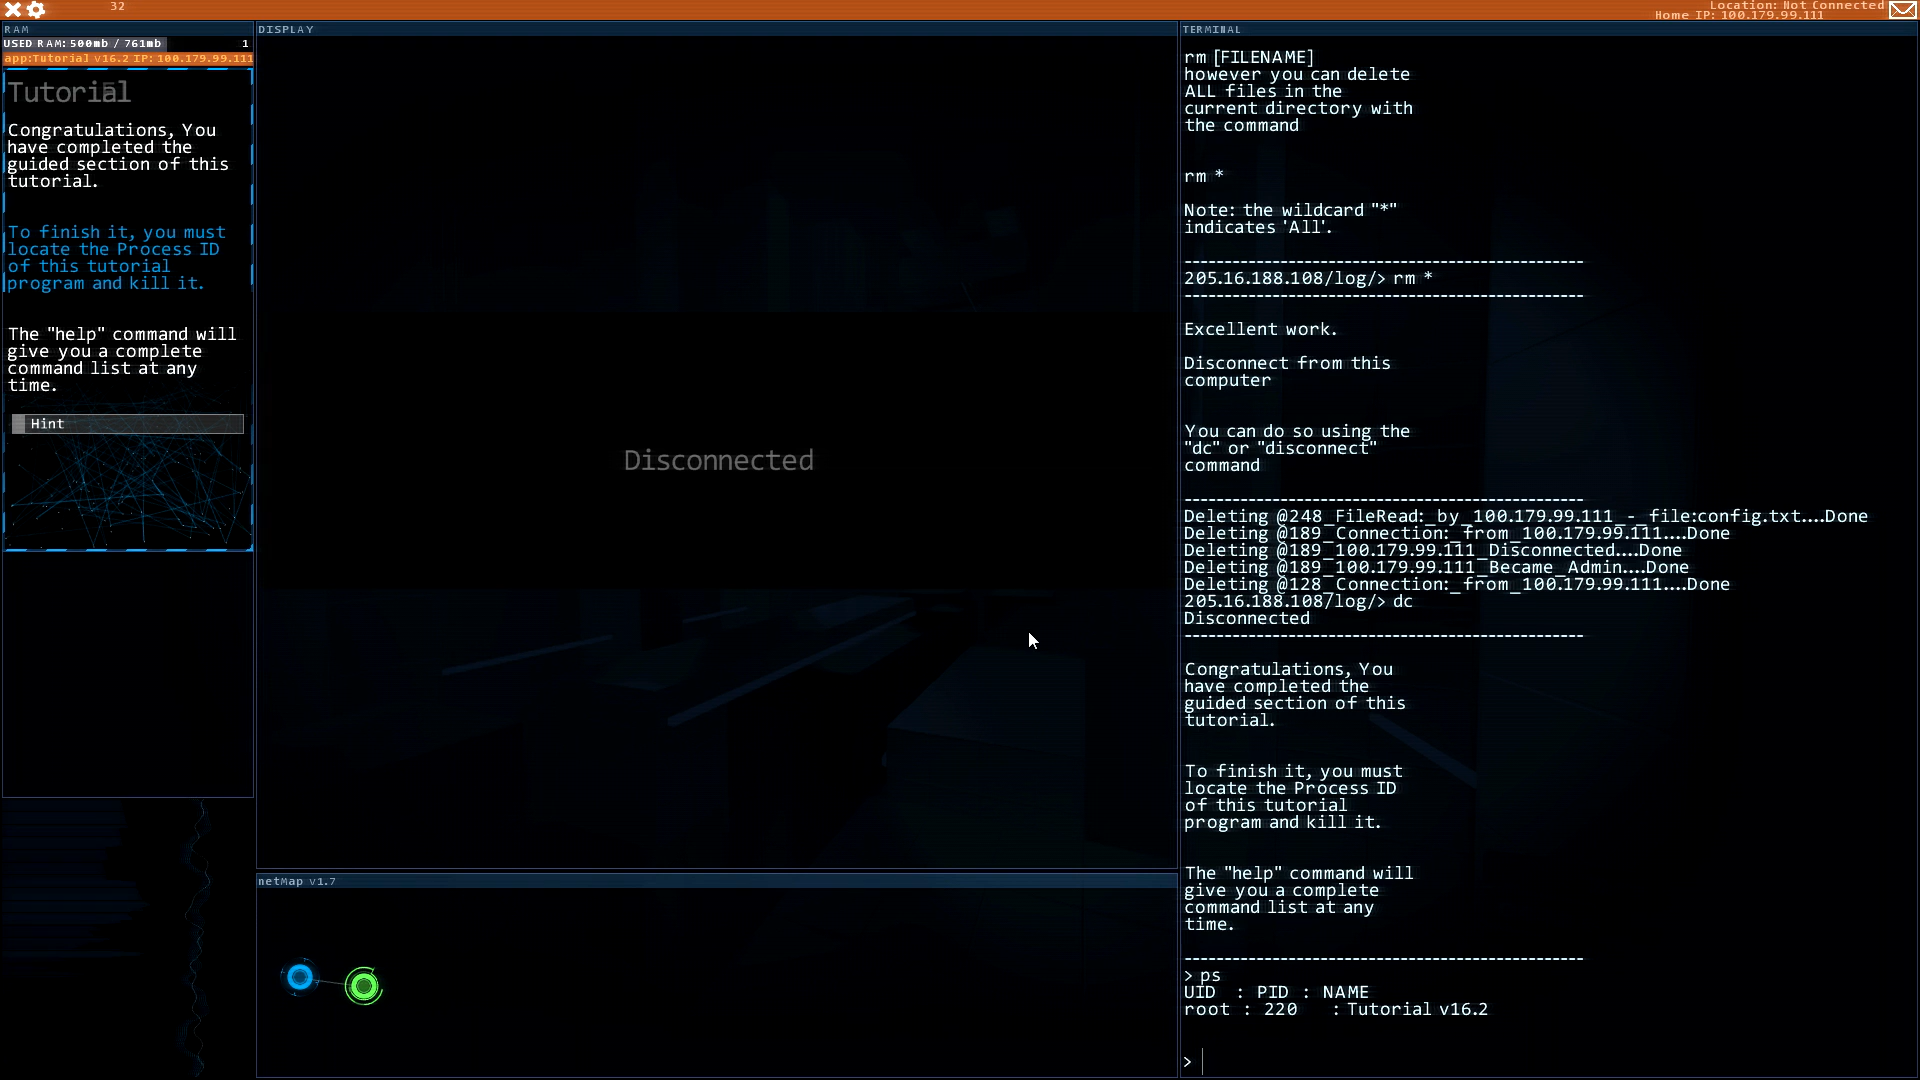 32
Location: Not Connected
Home IP: 100.179.99.111
RAM
USED RAM: 500mb / 761mb
1
app:Tutorial v16.2 IP: 100.179.99.111
Tutorial
Congratulations, You
have completed the
guided section of this
tutorial.
To finish it, you must
locate the Process ID
of this tutorial
program and kill it.
The "help" command will
give you a complete
command list at any
time.
Hint
DISPLAY
Disconnected
netMap v1.7
TERMINAL
rm [FILENAME]
however you can delete
ALL files in the
current directory with
the command
rm *
Note: the wildcard "*"
indicates 'All'.
--------------------------------------------------
205.16.188.108/log/> rm *
--------------------------------------------------
Excellent work.
Disconnect from this
computer
You can do so using the
"dc" or "disconnect"
command
--------------------------------------------------
Deleting @248_FileRead:_by_100.179.99.111_-_file:config.txt....Done
Deleting @189_Connection:_from_100.179.99.111....Done
Deleting @189_100.179.99.111_Disconnected....Done
Deleting @189_100.179.99.111_Became_Admin....Done
Deleting @128_Connection:_from_100.179.99.111....Done
205.16.188.108/log/> dc
Disconnected
--------------------------------------------------
Congratulations, You
have completed the
guided section of this
tutorial.
To finish it, you must
locate the Process ID
of this tutorial
program and kill it.
The "help" command will
give you a complete
command list at any
time.
--------------------------------------------------
> ps
UID : PID : NAME
root : 220 : Tutorial v16.2
>